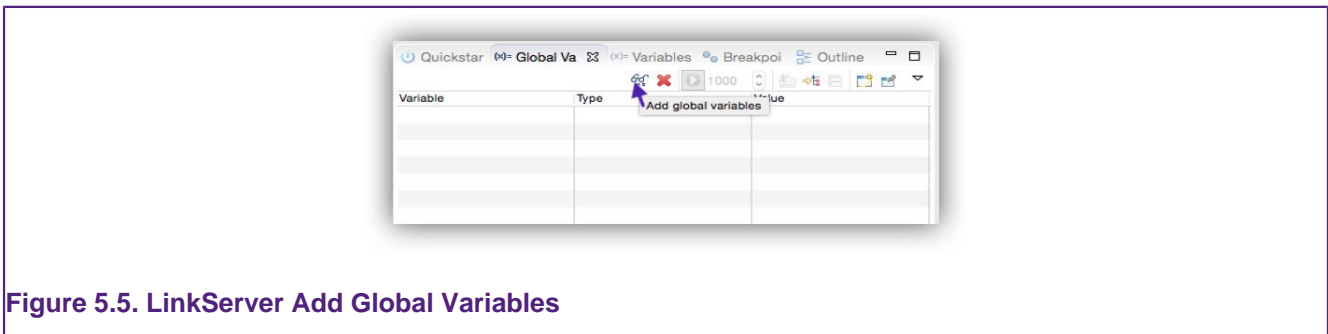 Quickstar (x)= Global Va (x)= Variables Breakpoi Outline
1000
Variable Type Value
Add global variables
Figure 5.5. LinkServer Add Global Variables